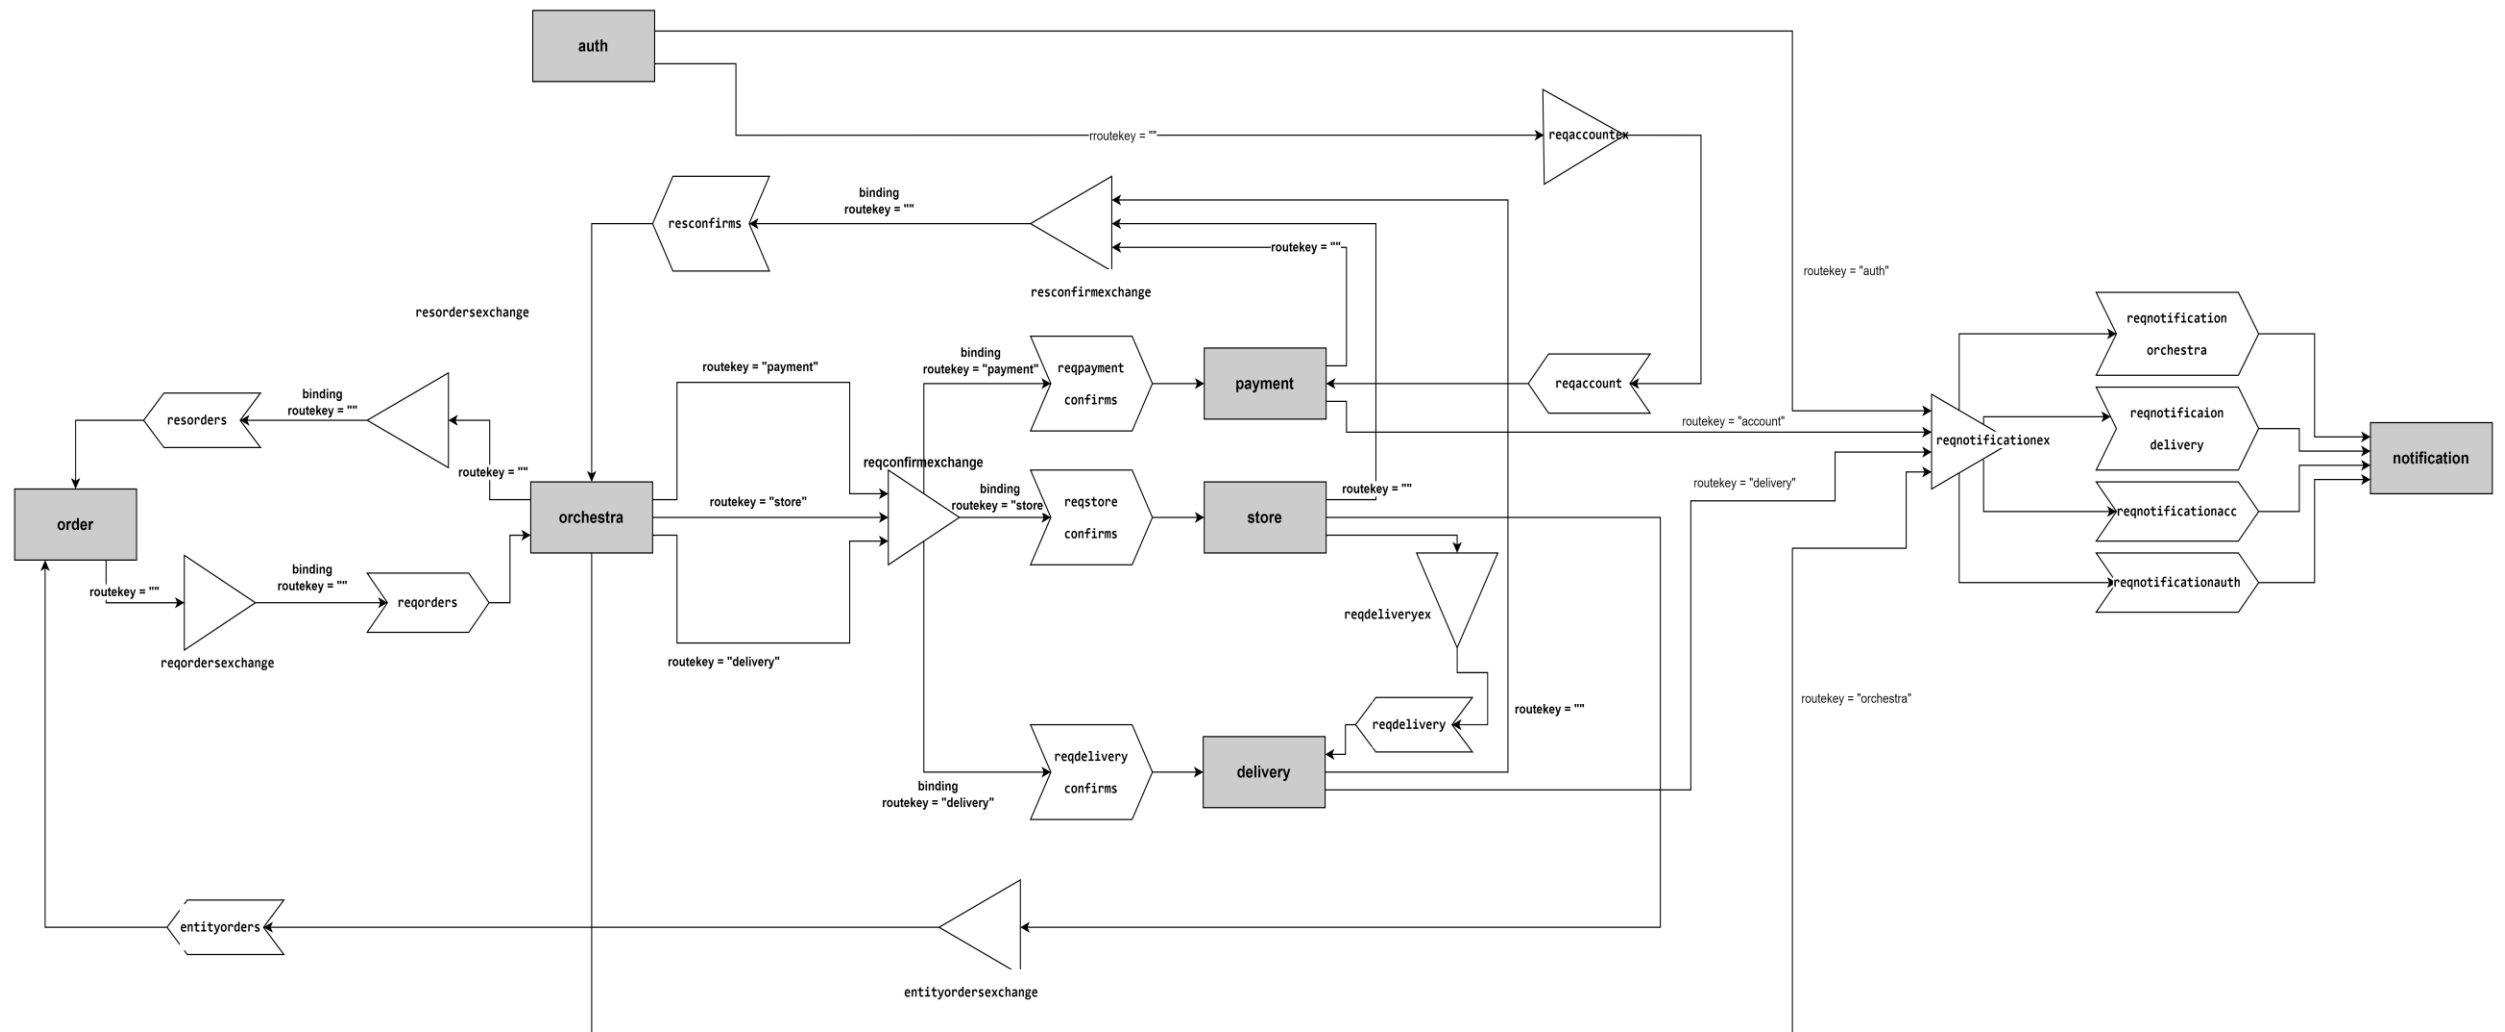 auth
rroutekey = ""
reqaccountex
binding
routekey = ""
resconfirms
routekey = ""
resconfirmexchange
routekey = "auth"
resordersexchange
reqnotification
orchestra
binding
routekey = "payment"
reqpayment
confirms
routekey = "payment"
payment
reqaccount
binding
routekey = ""
resorders
routekey = "account"
reqnotificaion
delivery
reqnotificationex
notification
reqconfirmexchange
routekey = ""
routekey = "delivery"
binding
routekey = "store
routekey = ""
order
orchestra
routekey = "store"
reqstore
confirms
store
reqnotificationacc
binding
routekey = ""
routekey = ""
reqorders
reqnotificationauth
reqdeliveryex
reqordersexchange
routekey = "delivery"
routekey = "orchestra"
routekey = ""
reqdelivery
reqdelivery
confirms
delivery
binding
routekey = "delivery"
entityorders
entityordersexchange